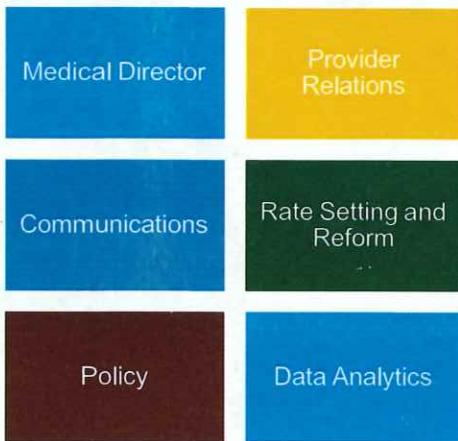 Medical Director
Provider
Relations
Communications
Rate Setting and
Reform
Policy
Data Analytics